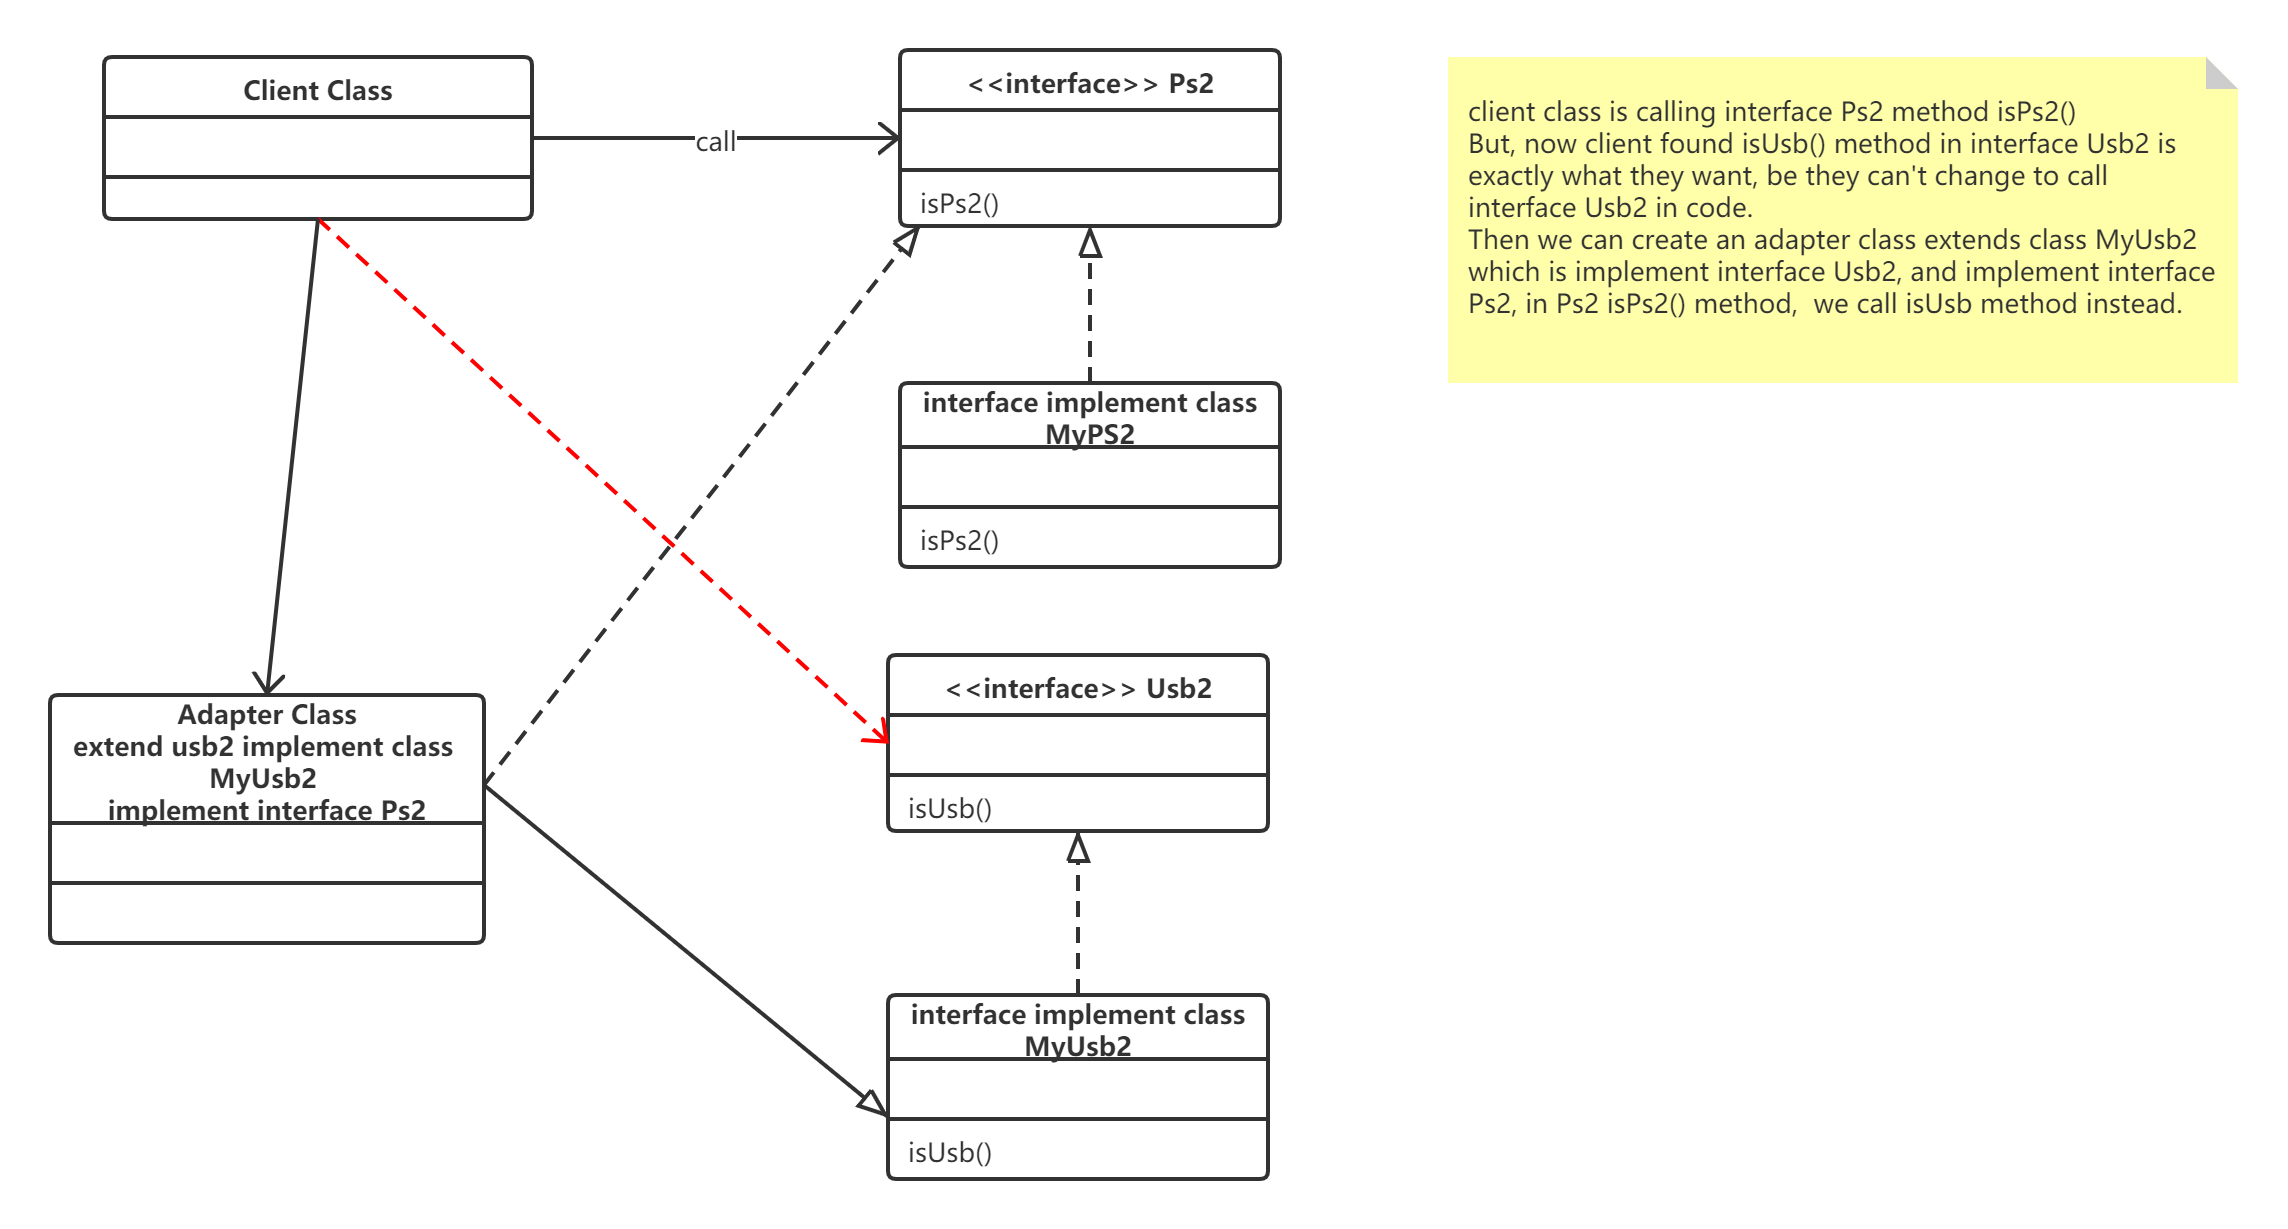 Client Class
call
<<interface>> Ps2
isPs2()
client class is calling interface Ps2 method isPs2()
But, now client found isUsb() method in interface Usb2 is
exactly what they want, be they can't change to call
interface Usb2 in code.
Then we can create an adapter class extends class MyUsb2
which is implement interface Usb2, and implement interface
Ps2, in Ps2 isPs2() method,  we call isUsb method instead.
interface implement class
MyPS2
isPs2()
Adapter Class
extend usb2 implement class
MyUsb2
implement interface Ps2
<<interface>> Usb2
isUsb()
interface implement class
MyUsb2
isUsb()